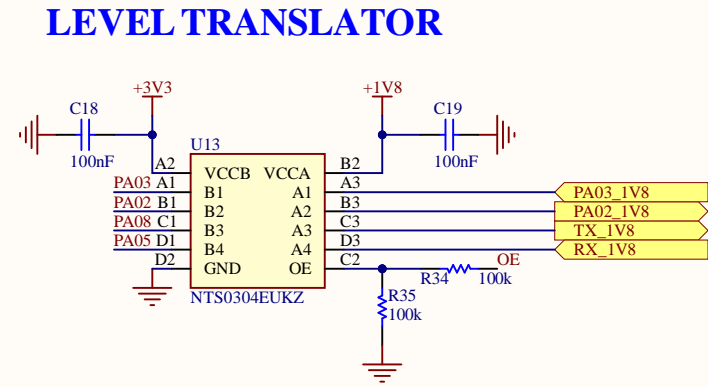 LEVEL TRANSLATOR
+3V3
+1V8
C18
C19
100nF
100nF
U13
A2 VCCB VCCA B2
PA03 A1 B1 A1 A3 PA03_1V8
PA02 B1 B2 A2 B3 PA02_1V8
PA08 C1 B3 A3 C3 TX_1V8
PA05 D1 B4 A4 D3 RX_1V8
D2 GND OE C2 OE
R34 100k
NTS0304EUKZ
R35
100k